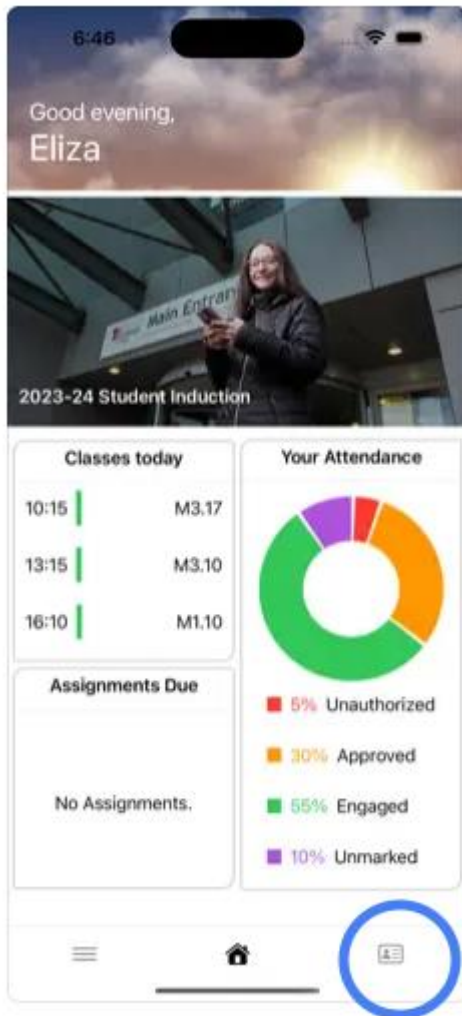 6:46
Good evening,
Eliza
Main Entran
2023-24 Student Induction
Classes today
10:15 M3.17
13:15 M3.10
16:10 M1.10
Assignments Due
No Assignments.
Your Attendance
5% Unauthorized
30% Approved
55% Engaged
10% Unmarked